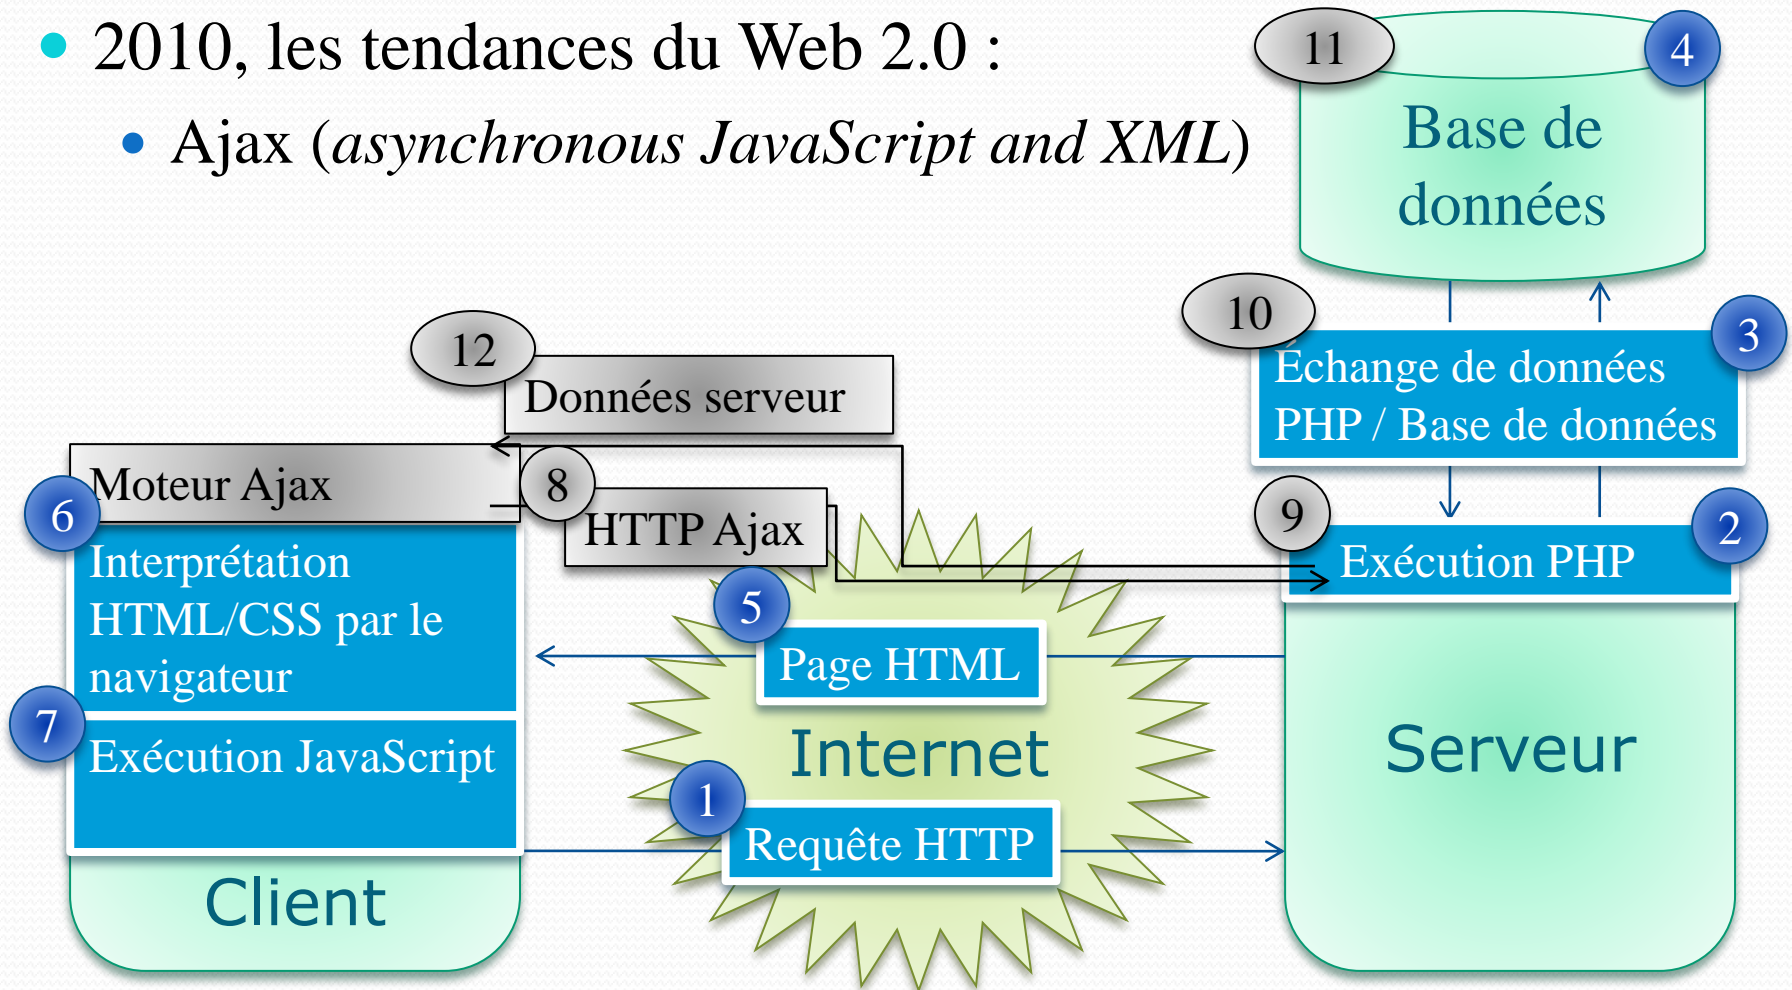 2010, les tendances du Web 2.0 :
Ajax (asynchronous JavaScript and XML)
11
4
Base de
données
10
3
Échange de données
PHP / Base de données
12
Données serveur
Moteur Ajax
8
HTTP Ajax
9
2
Exécution PHP
6
Interprétation
HTML/CSS par le
navigateur
5
Page HTML
7
Exécution JavaScript
Internet
Serveur
1
Requête HTTP
Client